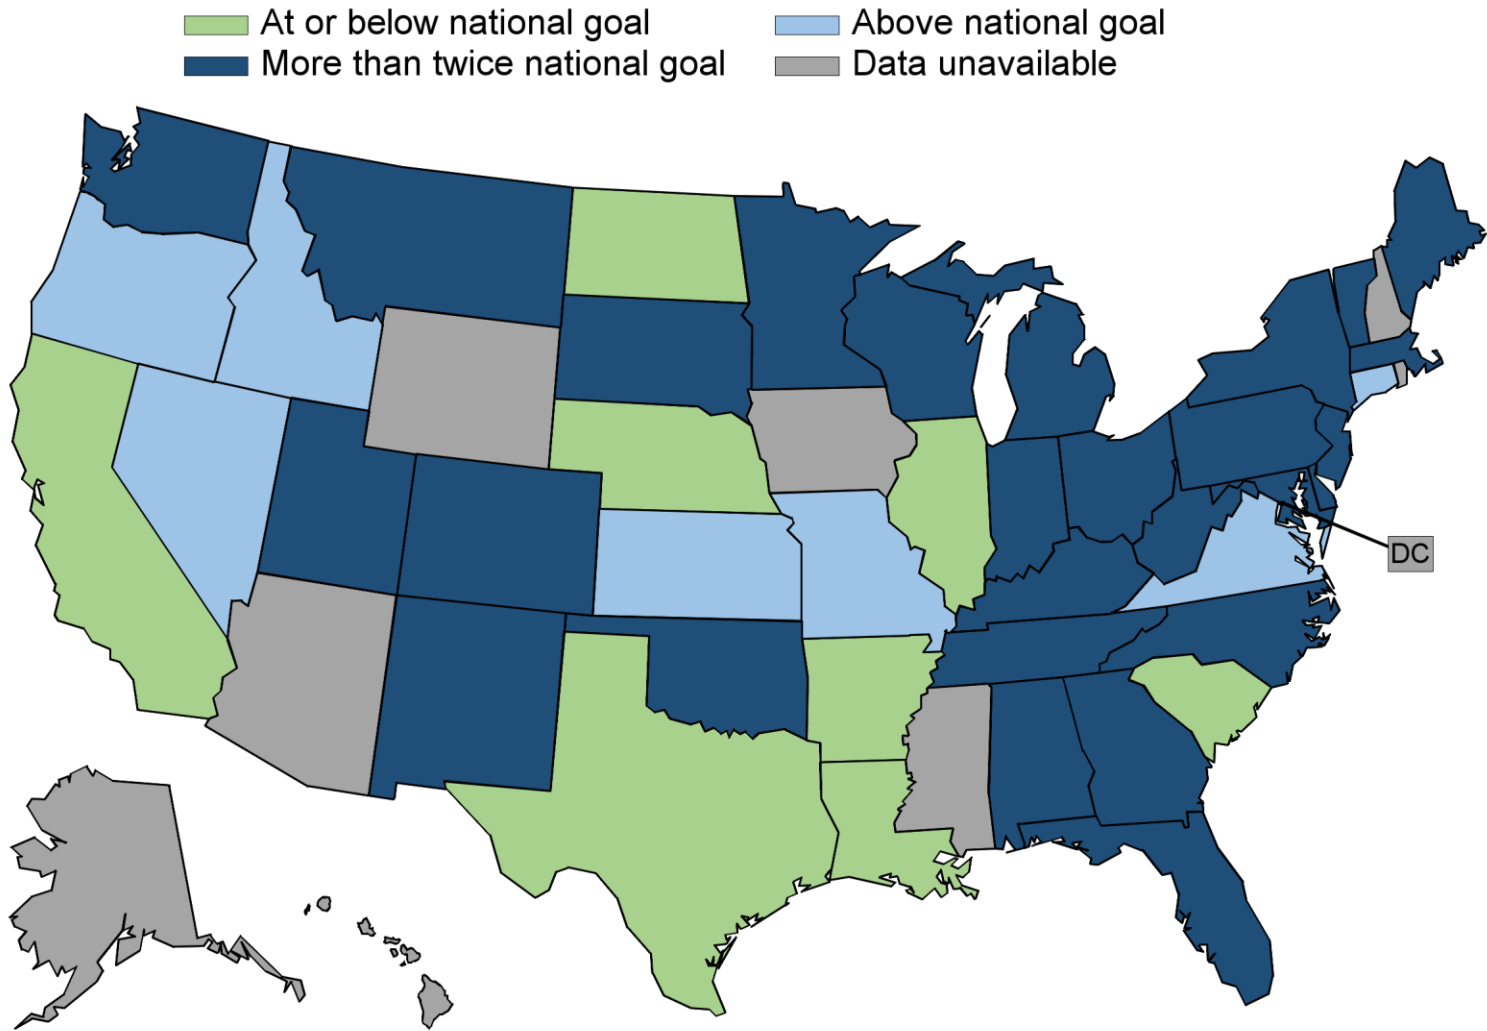 At or below national goal
Above national goal
More than twice national goal
Data unavailable
DC